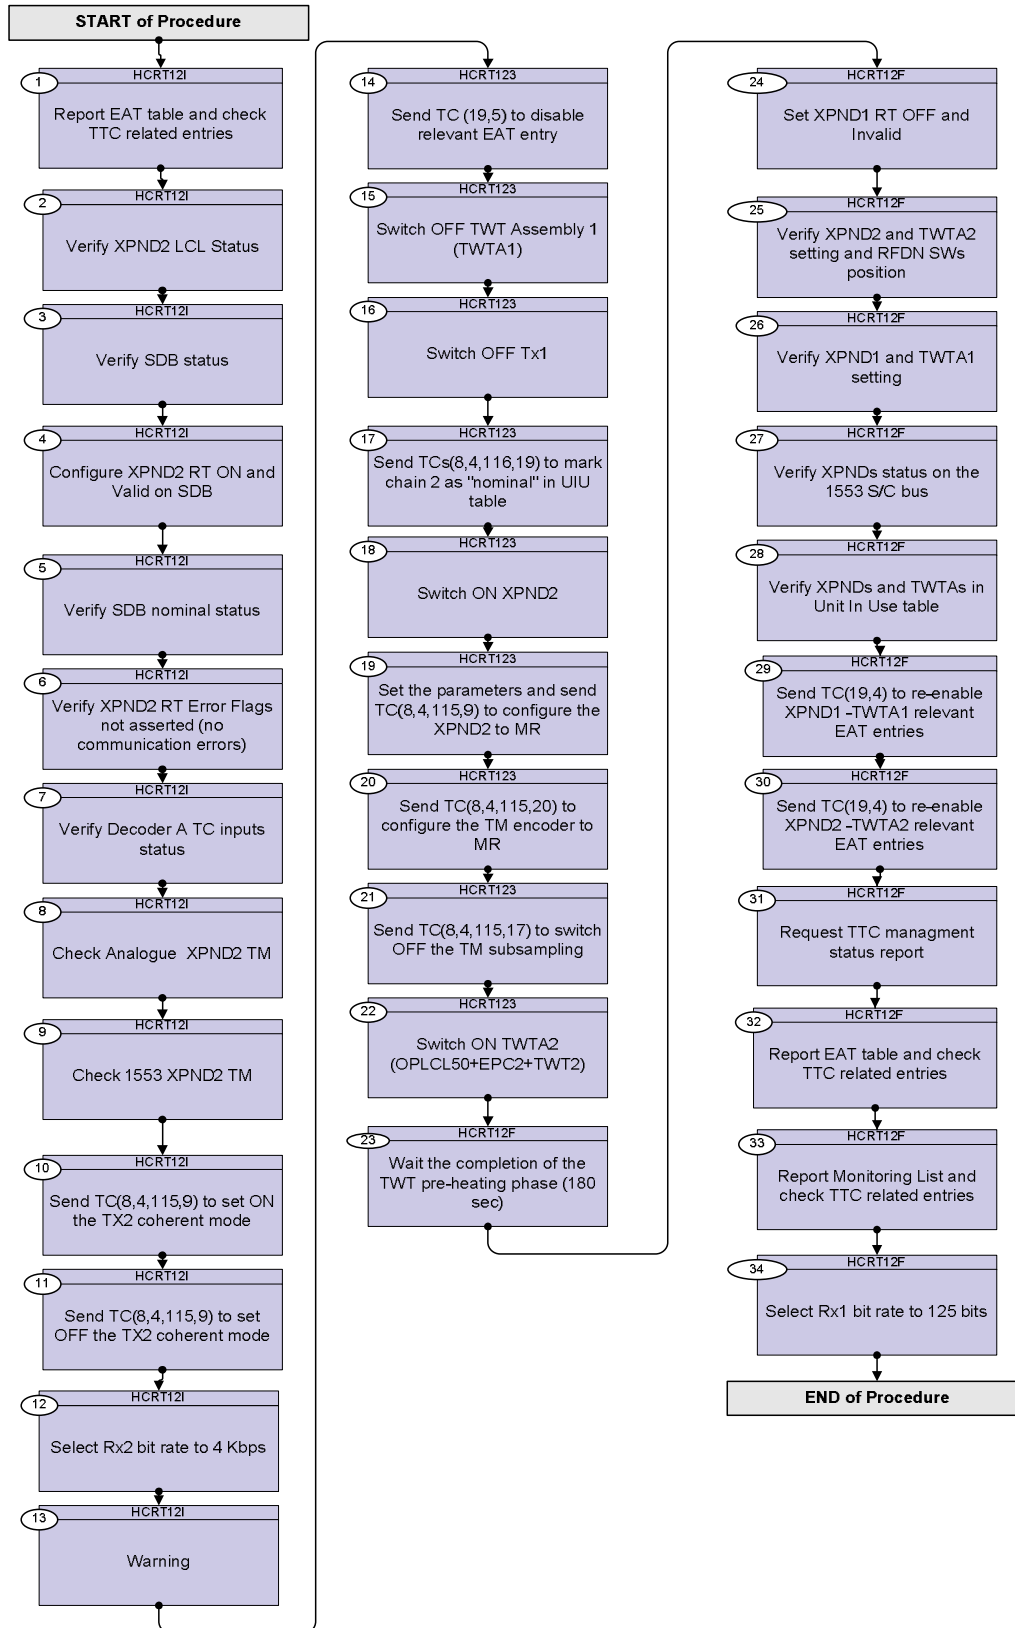 START of Procedure
HCRT12I
1
Report EAT table and check
TTC related entries
HCRT12I
2
Verify XPND2 LCL Status
HCRT12I
3
Verify SDB status
HCRT12I
4
Configure XPND2 RT ON and
Valid on SDB
HCRT12I
5
Verify SDB nominal status
HCRT12I
6
Verify XPND2 RT Error Flags
not asserted (no
communication errors)
HCRT12I
7
Verify Decoder A TC inputs
status
HCRT12I
8
Check Analogue XPND2 TM
HCRT12I
9
Check 1553 XPND2 TM
HCRT12I
10
Send TC(8,4,115,9) to set ON
the TX2 coherent mode
HCRT12I
11
Send TC(8,4,115,9) to set
OFF the TX2 coherent mode
HCRT12I
12
Select Rx2 bit rate to 4 Kbps
HCRT12I
13
Warning
HCRT123
14
Send TC (19,5) to disable
relevant EAT entry
HCRT123
15
Switch OFF TWT Assembly 1
(TWTA1)
HCRT123
16
Switch OFF Tx1
HCRT123
17
Send TCs(8,4,116,19) to mark
chain 2 as "nominal" in UIU
table
HCRT123
18
Switch ON XPND2
HCRT123
19
Set the parameters and send
TC(8,4,115,9) to configure the
XPND2 to MR
HCRT123
20
Send TC(8,4,115,20) to
configure the TM encoder to
MR
HCRT123
21
Send TC(8,4,115,17) to switch
OFF the TM subsampling
HCRT123
22
Switch ON TWTA2
(OPLCL50+EPC2+TWT2)
HCRT12F
23
Wait the completion of the
TWT pre-heating phase (180
sec)
HCRT12F
24
Set XPND1 RT OFF and
Invalid
HCRT12F
25
Verify XPND2 and TWTA2
setting and RFDN SWs
position
HCRT12F
26
Verify XPND1 and TWTA1
setting
HCRT12F
27
Verify XPNDs status on the
1553 S/C bus
HCRT12F
28
Verify XPNDs and TWTAs in
Unit In Use table
HCRT12F
29
Send TC(19,4) to re-enable
XPND1 -TWTA1 relevant
EAT entries
HCRT12F
30
Send TC(19,4) to re-enable
XPND2 -TWTA2 relevant
EAT entries
HCRT12F
31
Request TTC managment
status report
HCRT12F
32
Report EAT table and check
TTC related entries
HCRT12F
33
Report Monitoring List and
check TTC related entries
HCRT12F
34
Select Rx1 bit rate to 125 bits
END of Procedure